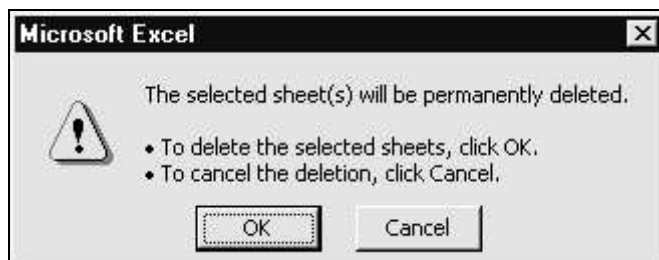 Microsoft Excel
The selected sheet(s) will be permanently deleted.
• To delete the selected sheets, click OK.
• To cancel the deletion, click Cancel.
OK Cancel